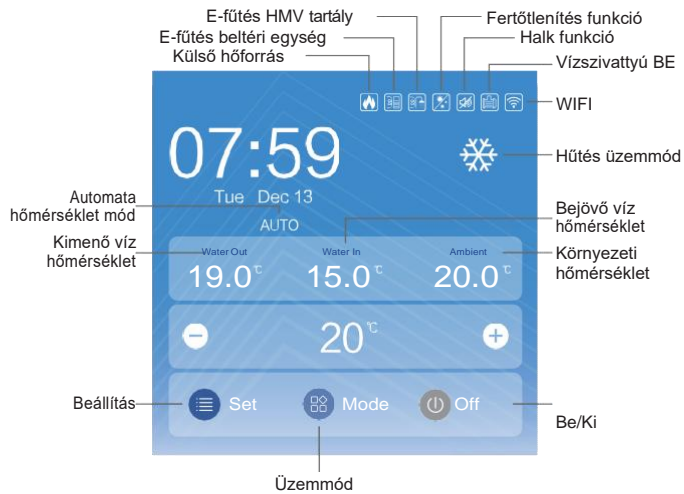 E-fűtés HMV tartály
E-fűtés beltéri egység
Külső hőforrás
Fertőtlenítés funkció
Halk funkció
Vízszivattyú BE
WIFI
07:59
Hűtés üzemmód
Tue Dec 13
AUTO
Automata
hőmérséklet mód
Kimenő víz
hőmérséklet
Bejövő víz
hőmérséklet
Környezeti
hőmérséklet
Water Out
Water In
Ambient
19.0℃
15.0℃
20.0℃
20℃
Beállítás
Set
Mode
Off
Be/Ki
Üzemmód